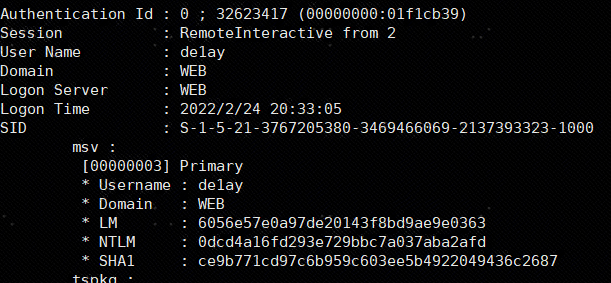 Authentication Id : 0 ; 32623417 (00000000:01f1cb39)
Session           : RemoteInteractive from 2
User Name         : de1ay
Domain            : WEB
Logon Server      : WEB
Logon Time        : 2022/2/24 20:33:05
SID               : S-1-5-21-3767205380-3469466069-2137393323-1000
        msv :
         [00000003] Primary
         * Username : de1ay
         * Domain   : WEB
         * LM       : 6056e57e0a97de20143f8bd9ae9e0363
         * NTLM     : 0dcd4a16fd293e729bbc7a037aba2afd
         * SHA1     : ce9b771cd97c6b959c603ee5b4922049436c2687
        tspkg :